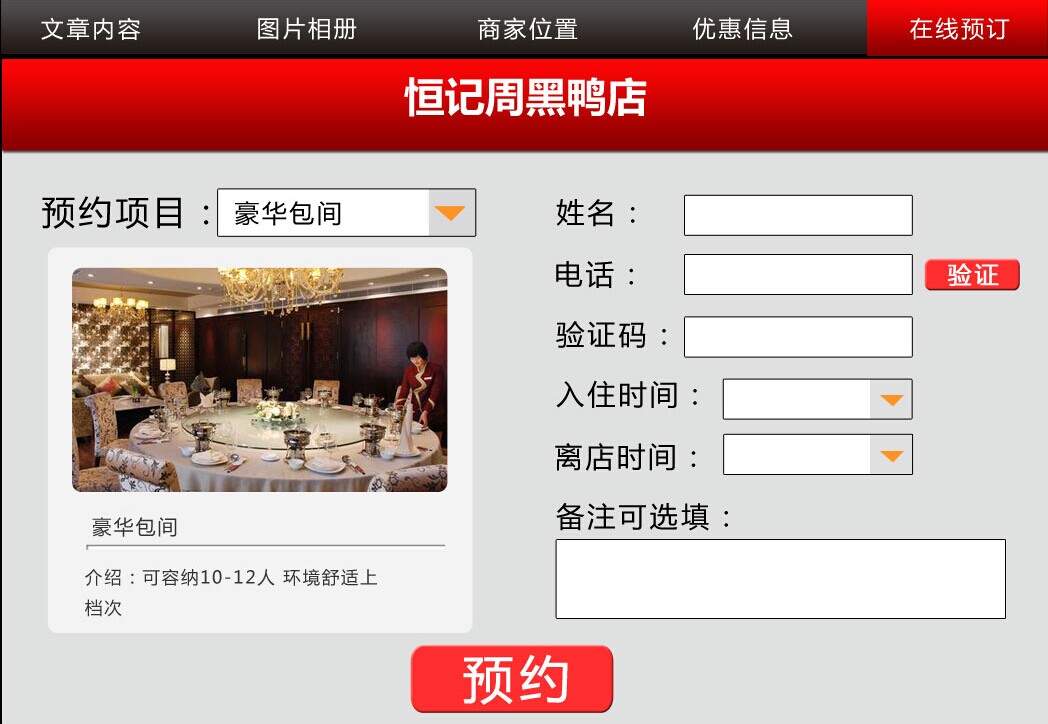 文章内容
图片相册
商家位置
优惠信息
在线预订
恒记周黑鸭店
预约项目：
豪华包间
豪华包间
介绍：可容纳10-12人 环境舒适上
档次
姓名：
电话：
验证
验证码：
入住时间：
离店时间：
备注可选填：
预约